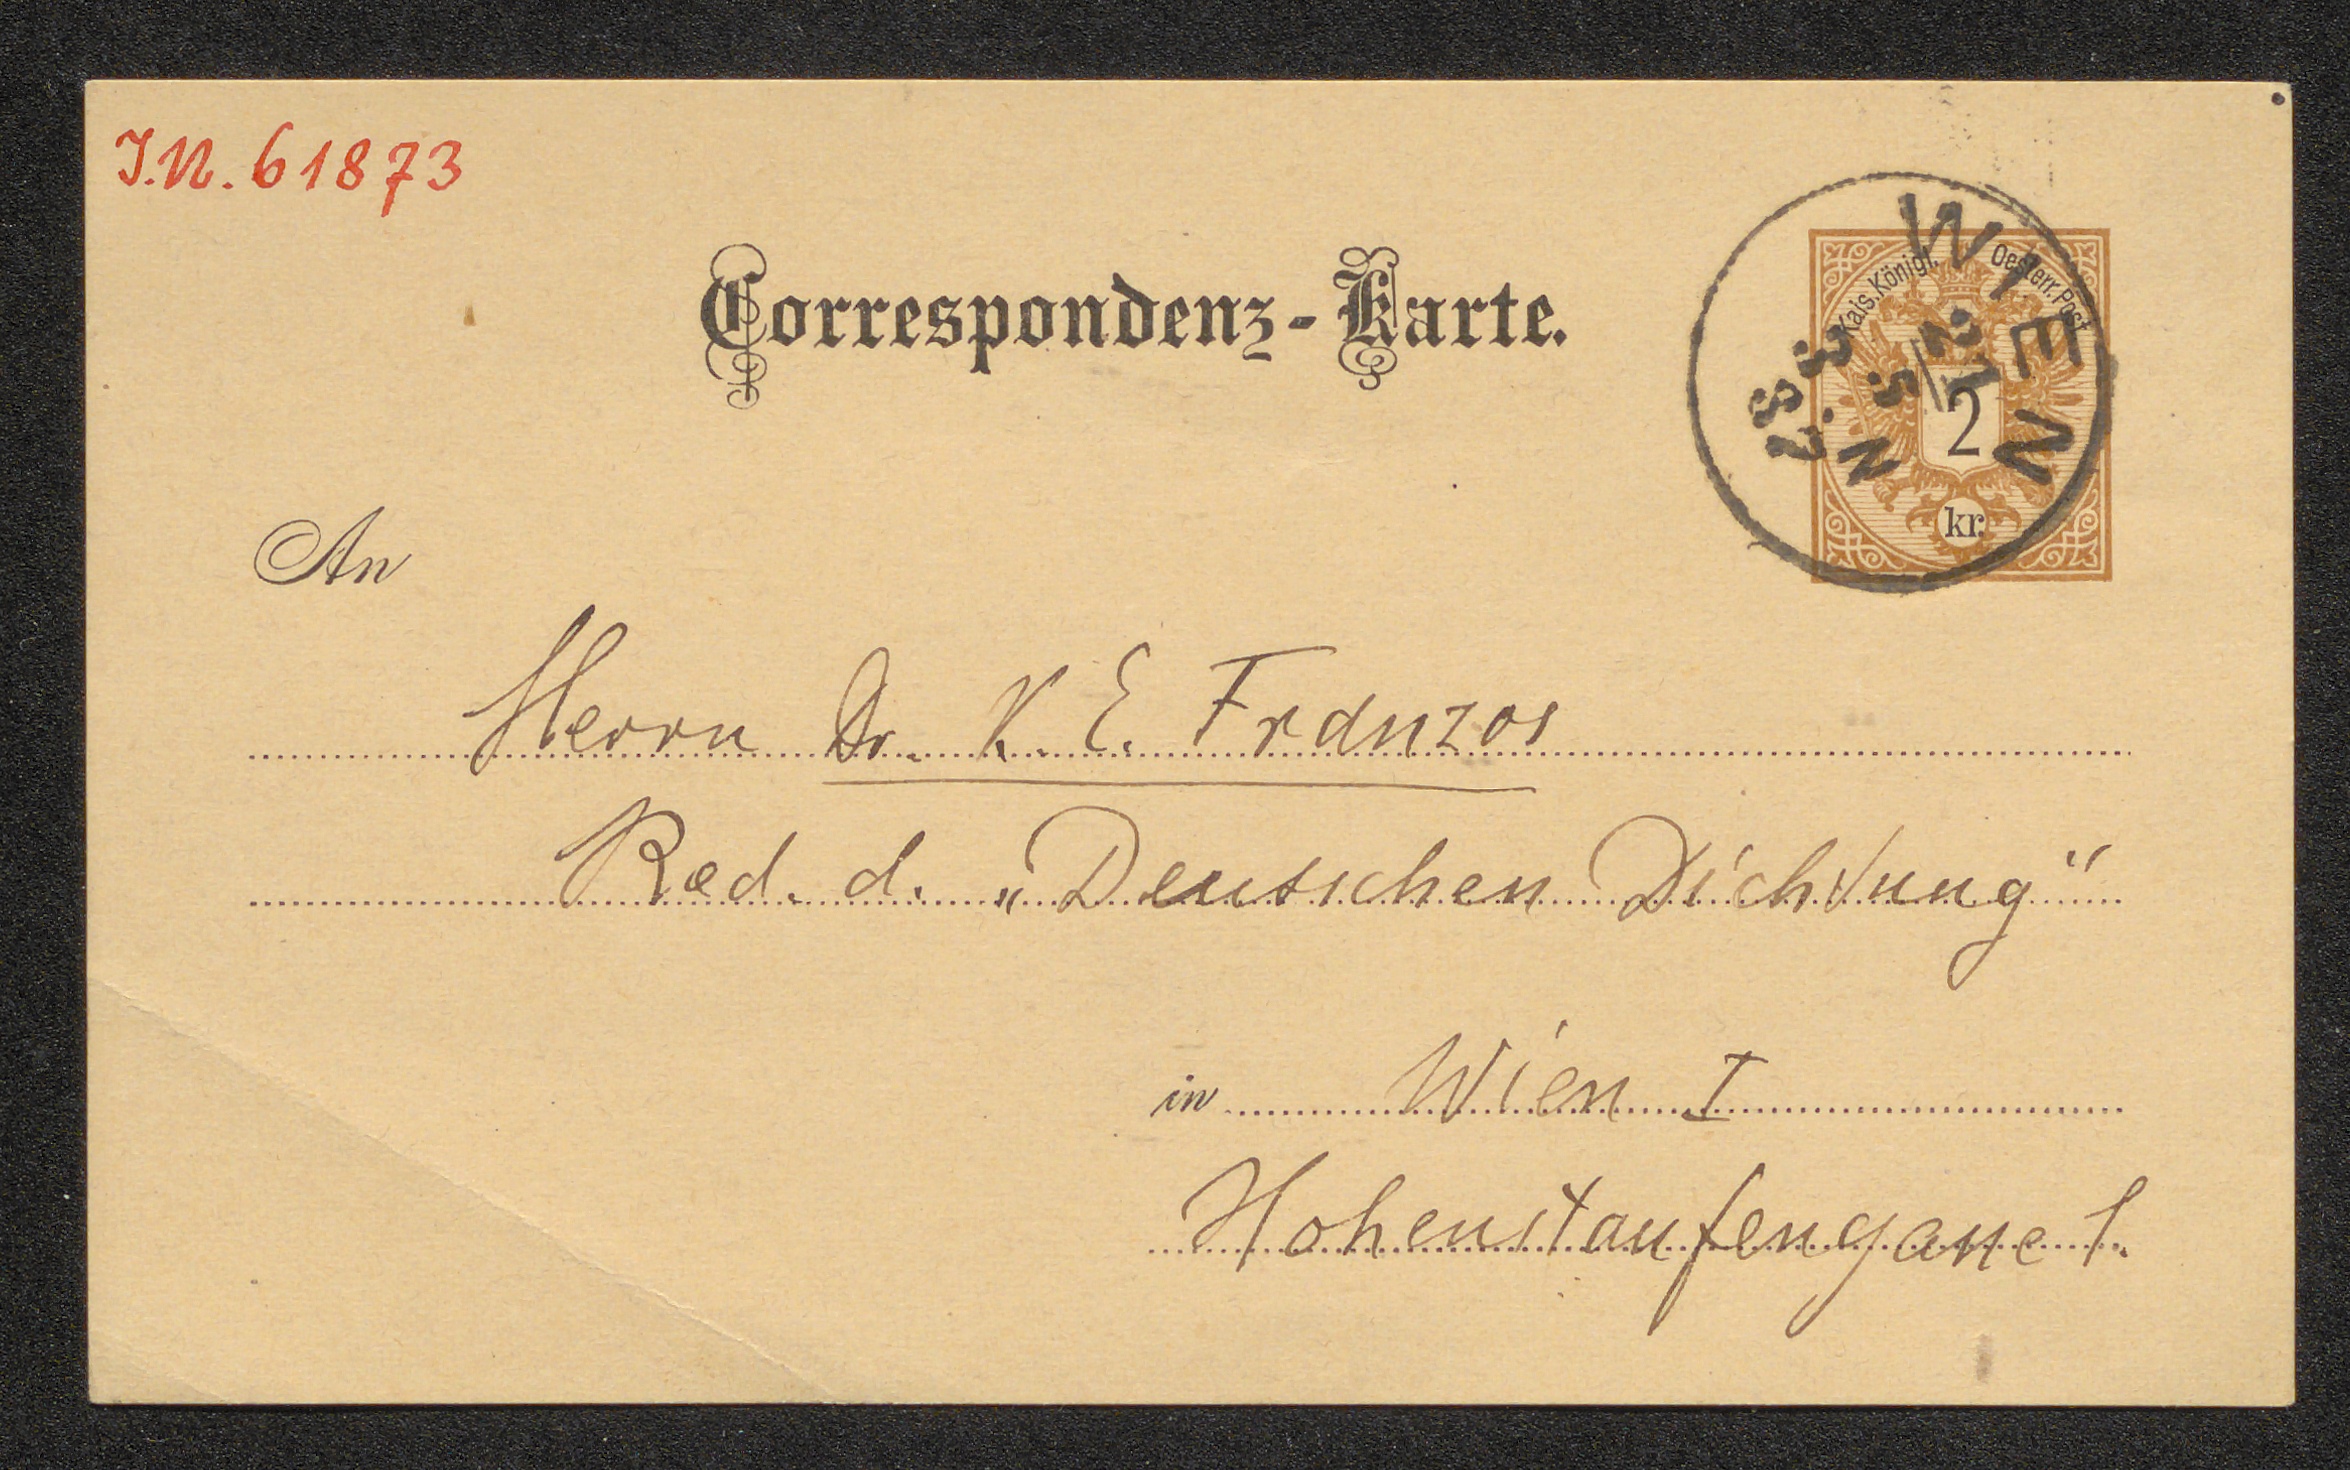 I.N. 61873
Correspondenz-Karte.
Kais. Königl. Oesterr. Post
2
kr.
WIEN
An
Herrn Dr. K. E. Franzos
Red. d. „Deutschen Dichtung"
in Wien I
Hohenstaufengasse 1.